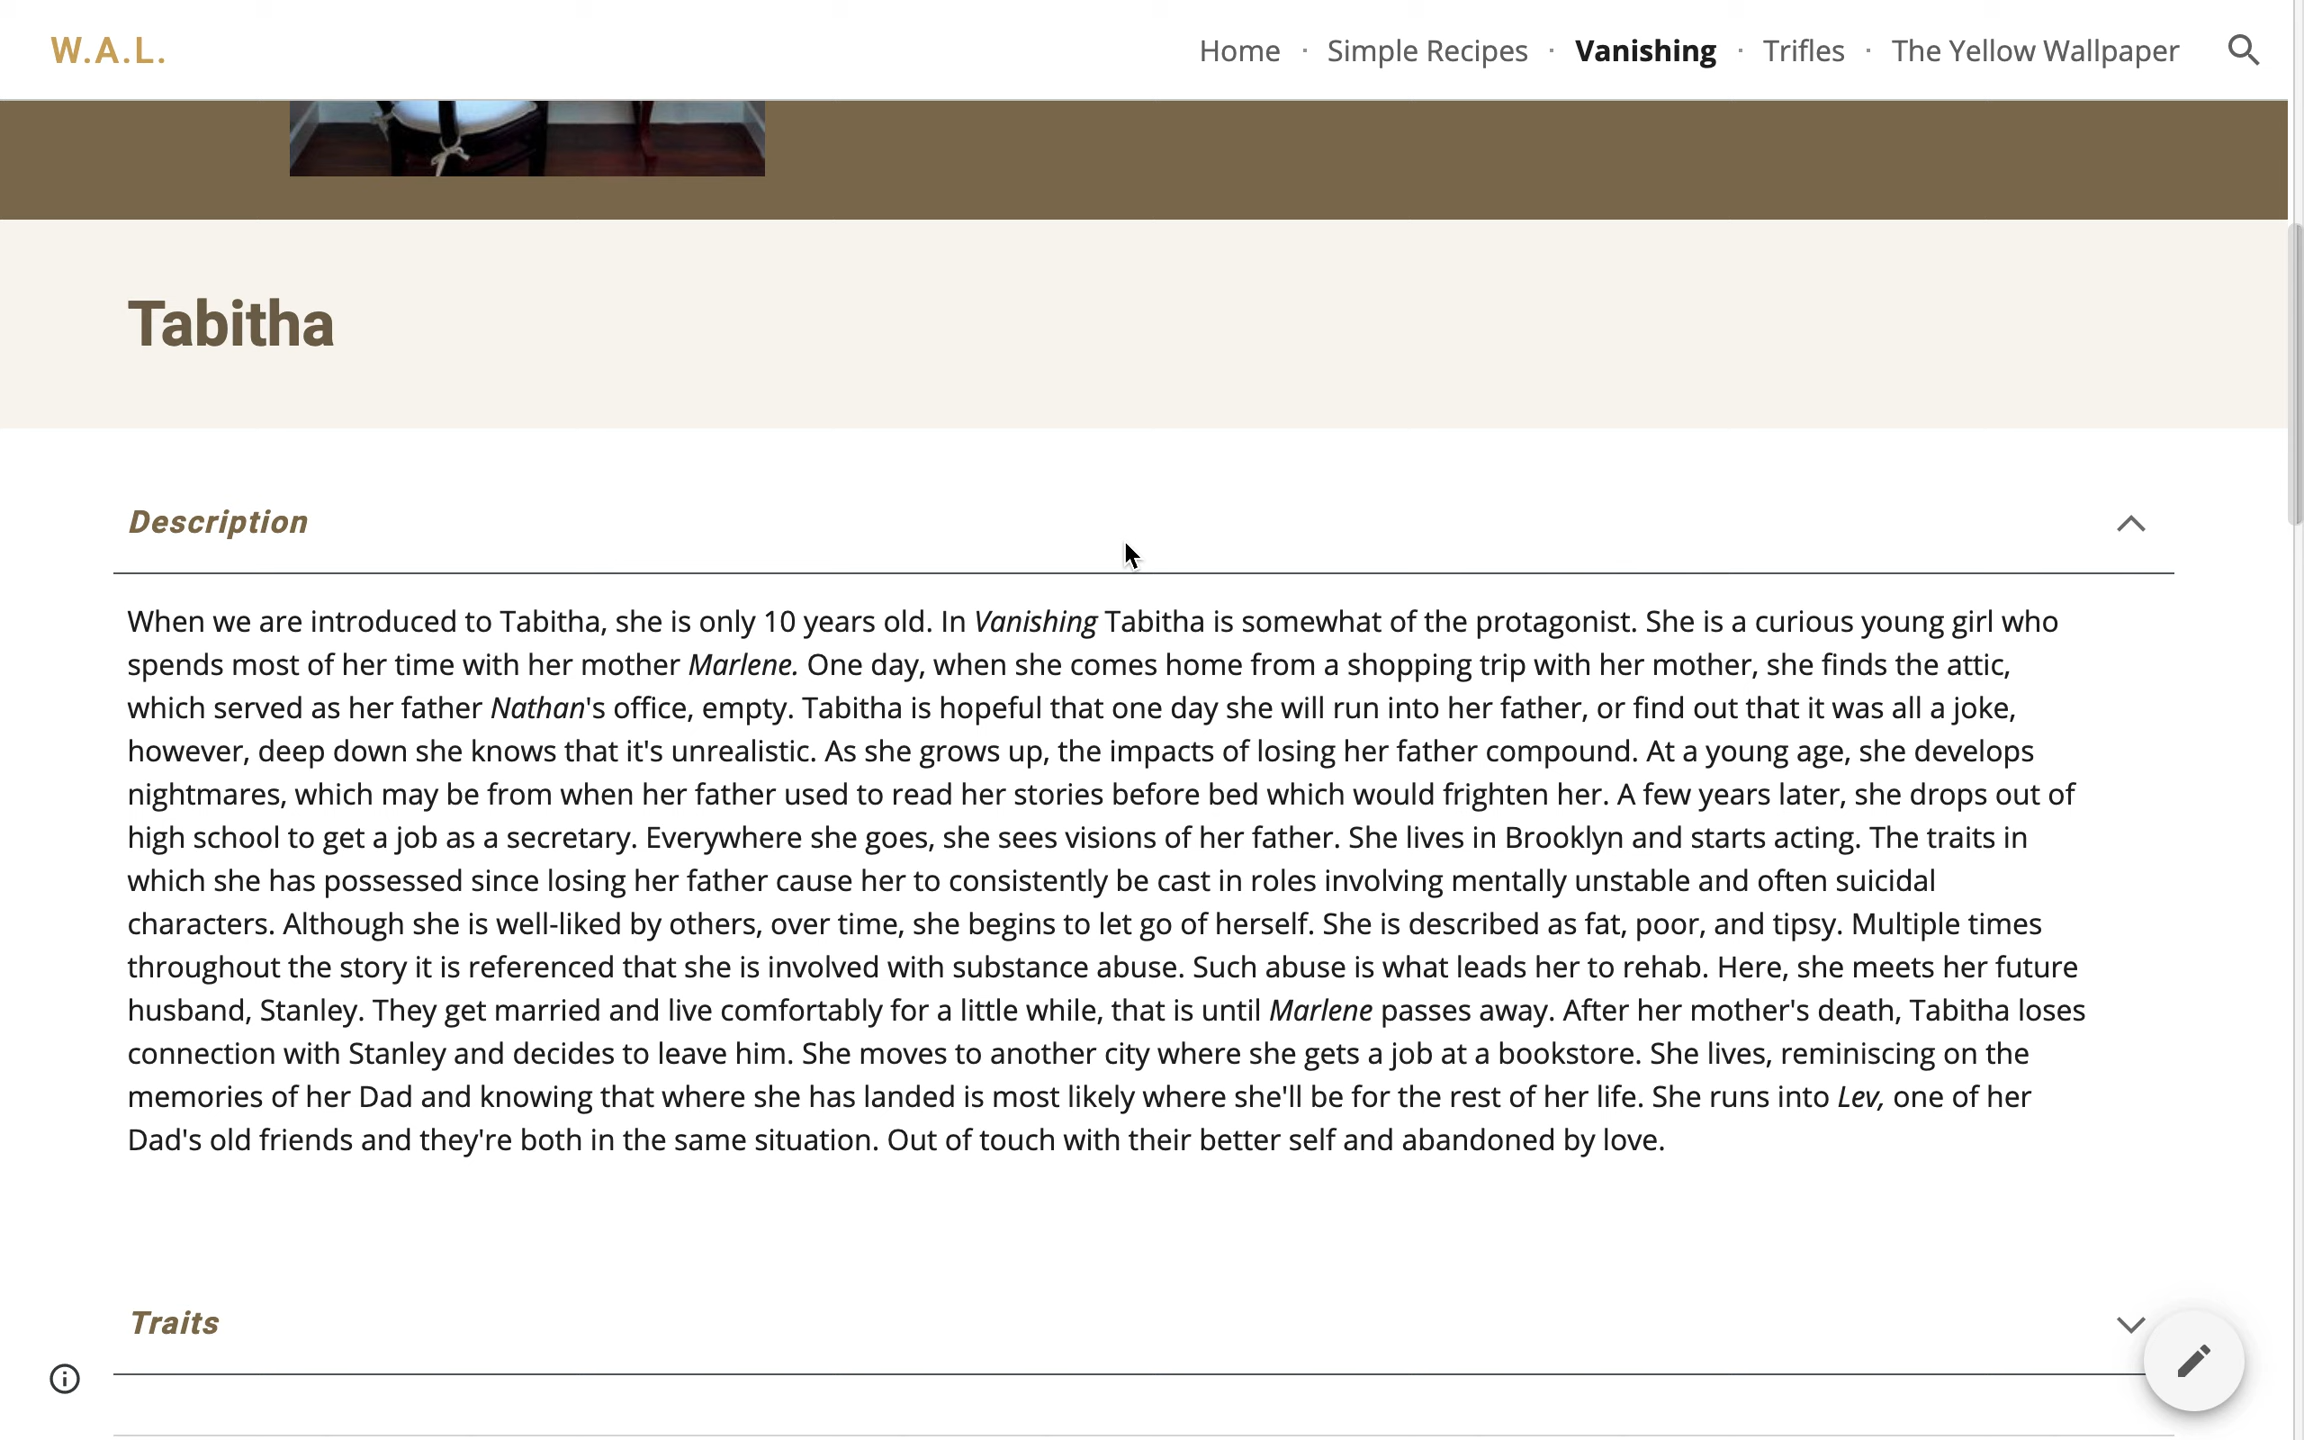 W.A.L.
Home · Simple Recipes · Vanishing · Trifles · The Yellow Wallpaper
Tabitha
Description
When we are introduced to Tabitha, she is only 10 years old. In Vanishing Tabitha is somewhat of the protagonist. She is a curious young girl who
spends most of her time with her mother Marlene. One day, when she comes home from a shopping trip with her mother, she finds the attic,
which served as her father Nathan's office, empty. Tabitha is hopeful that one day she will run into her father, or find out that it was all a joke,
however, deep down she knows that it's unrealistic. As she grows up, the impacts of losing her father compound. At a young age, she develops
nightmares, which may be from when her father used to read her stories before bed which would frighten her. A few years later, she drops out of
high school to get a job as a secretary. Everywhere she goes, she sees visions of her father. She lives in Brooklyn and starts acting. The traits in
which she has possessed since losing her father cause her to consistently be cast in roles involving mentally unstable and often suicidal
characters. Although she is well-liked by others, over time, she begins to let go of herself. She is described as fat, poor, and tipsy. Multiple times
throughout the story it is referenced that she is involved with substance abuse. Such abuse is what leads her to rehab. Here, she meets her future
husband, Stanley. They get married and live comfortably for a little while, that is until Marlene passes away. After her mother's death, Tabitha loses
connection with Stanley and decides to leave him. She moves to another city where she gets a job at a bookstore. She lives, reminiscing on the
memories of her Dad and knowing that where she has landed is most likely where she'll be for the rest of her life. She runs into Lev, one of her
Dad's old friends and they're both in the same situation. Out of touch with their better self and abandoned by love.
Traits